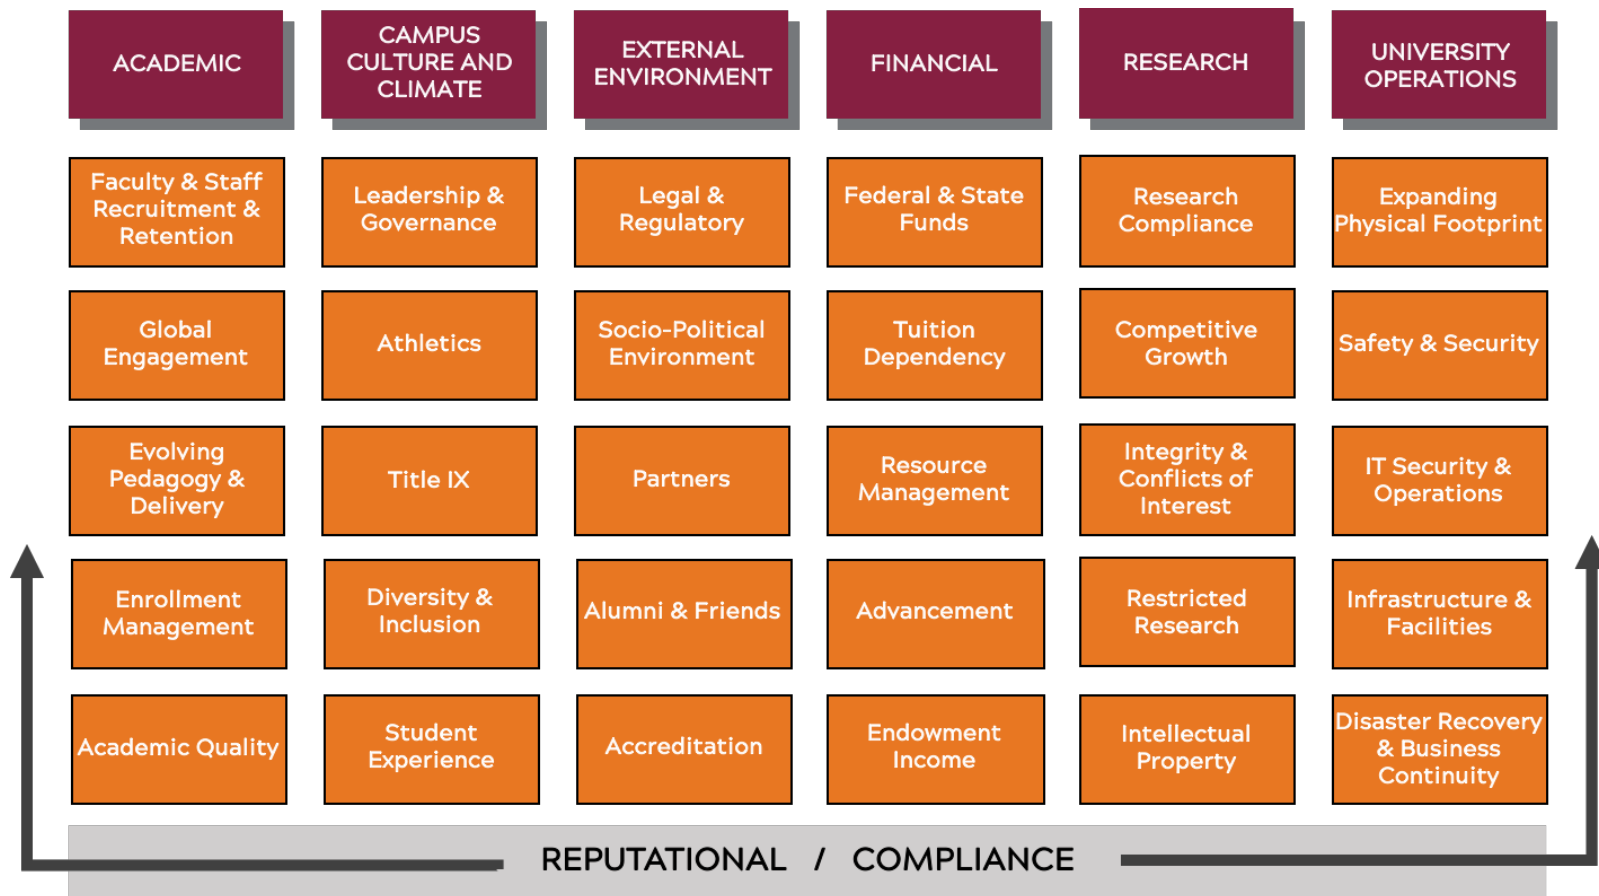 ACADEMIC
CAMPUS
CULTURE AND
CLIMATE
EXTERNAL
ENVIRONMENT
FINANCIAL
RESEARCH
UNIVERSITY
OPERATIONS
Faculty & Staff
Recruitment &
Retention
Leadership &
Governance
Legal &
Regulatory
Federal & State
Funds
Research
Compliance
Expanding
Physical Footprint
Global
Engagement
Athletics
Socio-Political
Environment
Tuition
Dependency
Competitive
Growth
Safety & Security
Evolving
Pedagogy &
Delivery
Title IX
Partners
Resource
Management
Integrity &
Conflicts of
Interest
IT Security &
Operations
Enrollment
Management
Diversity &
Inclusion
Alumni & Friends
Advancement
Restricted
Research
Infrastructure &
Facilities
Academic Quality
Student
Experience
Accreditation
Endowment
Income
Intellectual
Property
Disaster Recovery
& Business
Continuity
REPUTATIONAL / COMPLIANCE